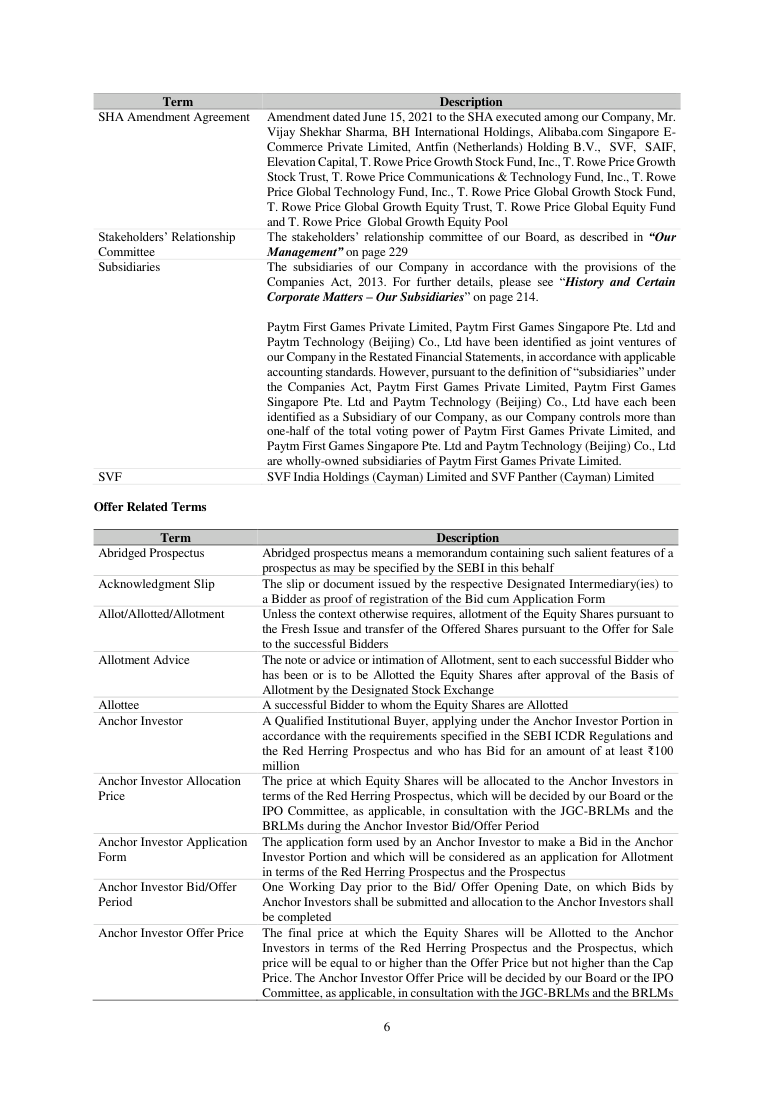 Term Description
SHA Amendment Agreement Amendment dated June 15, 2021 to the SHA executed among our Company, Mr.
Vijay Shekhar Sharma, BH International Holdings, Alibaba.com Singapore E-
Commerce Private Limited, Antfin (Netherlands) Holding B.V., SVF, SAIF,
Elevation Capital, T. Rowe Price Growth Stock Fund, Inc., T. Rowe Price Growth
Stock Trust, T. Rowe Price Communications & Technology Fund, Inc., T. Rowe
Price Global Technology Fund, Inc., T. Rowe Price Global Growth Stock Fund,
T. Rowe Price Global Growth Equity Trust, T. Rowe Price Global Equity Fund
and T. Rowe Price Global Growth Equity Pool
Stakeholders’ Relationship The stakeholders’ relationship committee of our Board, as described in “Our
Committee Management” on page 229
Subsidiaries The subsidiaries of our Company in accordance with the provisions of the
Companies Act, 2013. For further details, please see “History and Certain
Corporate Matters – Our Subsidiaries” on page 214.
Paytm First Games Private Limited, Paytm First Games Singapore Pte. Ltd and
Paytm Technology (Beijing) Co., Ltd have been identified as joint ventures of
our Company in the Restated Financial Statements, in accordance with applicable
accounting standards. However, pursuant to the definition of “subsidiaries” under
the Companies Act, Paytm First Games Private Limited, Paytm First Games
Singapore Pte. Ltd and Paytm Technology (Beijing) Co., Ltd have each been
identified as a Subsidiary of our Company, as our Company controls more than
one-half of the total voting power of Paytm First Games Private Limited, and
Paytm First Games Singapore Pte. Ltd and Paytm Technology (Beijing) Co., Ltd
are wholly-owned subsidiaries of Paytm First Games Private Limited.
SVF SVF India Holdings (Cayman) Limited and SVF Panther (Cayman) Limited
Offer Related Terms
Term Description
Abridged Prospectus Abridged prospectus means a memorandum containing such salient features of a
prospectus as may be specified by the SEBI in this behalf
Acknowledgment Slip The slip or document issued by the respective Designated Intermediary(ies) to
a Bidder as proof of registration of the Bid cum Application Form
Allot/Allotted/Allotment Unless the context otherwise requires, allotment of the Equity Shares pursuant to
the Fresh Issue and transfer of the Offered Shares pursuant to the Offer for Sale
to the successful Bidders
Allotment Advice The note or advice or intimation of Allotment, sent to each successful Bidder who
has been or is to be Allotted the Equity Shares after approval of the Basis of
Allotment by the Designated Stock Exchange
Allottee A successful Bidder to whom the Equity Shares are Allotted
Anchor Investor A Qualified Institutional Buyer, applying under the Anchor Investor Portion in
accordance with the requirements specified in the SEBI ICDR Regulations and
the Red Herring Prospectus and who has Bid for an amount of at least ₹100
million
Anchor Investor Allocation The price at which Equity Shares will be allocated to the Anchor Investors in
Price terms of the Red Herring Prospectus, which will be decided by our Board or the
IPO Committee, as applicable, in consultation with the JGC-BRLMs and the
BRLMs during the Anchor Investor Bid/Offer Period
Anchor Investor Application The application form used by an Anchor Investor to make a Bid in the Anchor
Form Investor Portion and which will be considered as an application for Allotment
in terms of the Red Herring Prospectus and the Prospectus
Anchor Investor Bid/Offer One Working Day prior to the Bid/ Offer Opening Date, on which Bids by
Period Anchor Investors shall be submitted and allocation to the Anchor Investors shall
be completed
Anchor Investor Offer Price The final price at which the Equity Shares will be Allotted to the Anchor
Investors in terms of the Red Herring Prospectus and the Prospectus, which
price will be equal to or higher than the Offer Price but not higher than the Cap
Price. The Anchor Investor Offer Price will be decided by our Board or the IPO
Committee, as applicable, in consultation with the JGC-BRLMs and the BRLMs
6